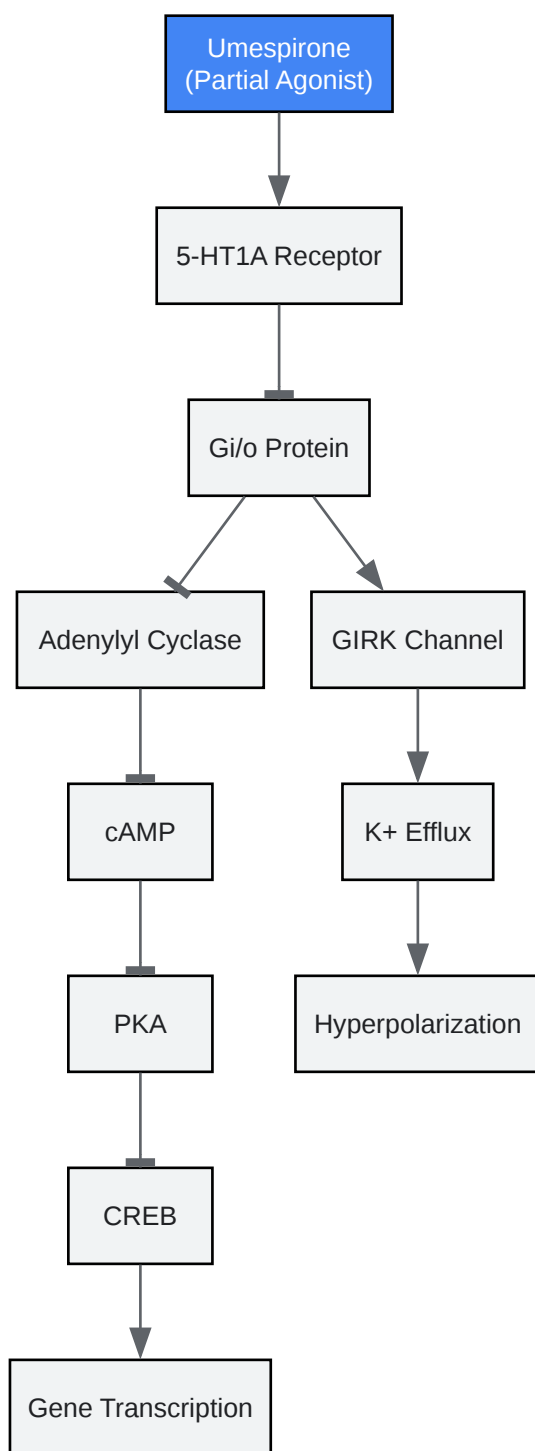 Umespirone
(Partial Agonist)
5-HT1A Receptor
Gi/o Protein
Adenylyl Cyclase
GIRK Channel
cAMP
K+ Efflux
PKA
Hyperpolarization
CREB
Gene Transcription